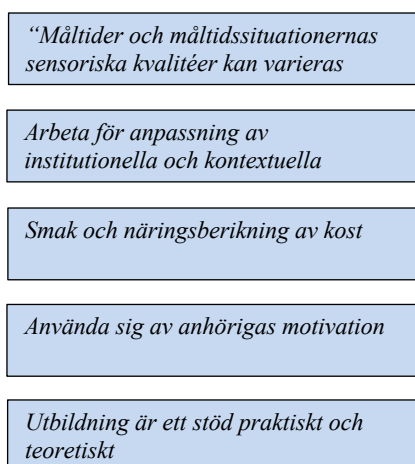 “Måltider och måltidssituationernas
sensoriska kvalitéer kan varieras
Arbeta för anpassning av
institutionella och kontextuella
Smak och näringsberikning av kost
Använda sig av anhörigas motivation
Utbildning är ett stöd praktiskt och
teoretiskt